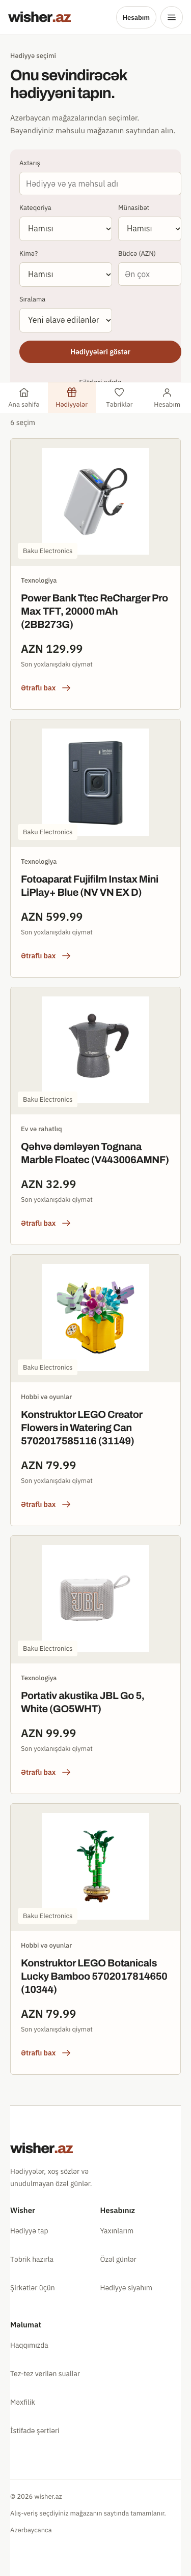 wisher.az
Hesabım
Hədiyyə seçimi
Onu sevindirəcək
hədiyyəni tapın.
Azərbaycan mağazalarından seçimlər.
Bəyəndiyiniz məhsulu mağazanın saytından alın.
Axtarış
Hədiyyə və ya məhsul adı
Kateqoriya
Münasibət
Hamısı
Hamısı
Kimə?
Büdcə (AZN)
Hamısı
Ən çox
Sıralama
Yeni əlavə edilənlər
Hədiyyələri göstər
Ana səhifə
Hədiyyələr
Təbriklər
Hesabım
6 seçim
Baku Electronics
Texnologiya
Power Bank Ttec ReCharger Pro
Max TFT, 20000 mAh
(2BB273G)
AZN 129.99
Son yoxlanışdakı qiymət
Ətraflı bax
Baku Electronics
Texnologiya
Fotoaparat Fujifilm Instax Mini
LiPlay+ Blue (NV VN EX D)
AZN 599.99
Son yoxlanışdakı qiymət
Ətraflı bax
Baku Electronics
Ev və rahatlıq
Qəhvə dəmləyən Tognana
Marble Floatec (V443006AMNF)
AZN 32.99
Son yoxlanışdakı qiymət
Ətraflı bax
Baku Electronics
Hobbi və oyunlar
Konstruktor LEGO Creator
Flowers in Watering Can
5702017585116 (31149)
AZN 79.99
Son yoxlanışdakı qiymət
Ətraflı bax
Baku Electronics
Texnologiya
Portativ akustika JBL Go 5,
White (GO5WHT)
AZN 99.99
Son yoxlanışdakı qiymət
Ətraflı bax
Baku Electronics
Hobbi və oyunlar
Konstruktor LEGO Botanicals
Lucky Bamboo 5702017814650
(10344)
AZN 79.99
Son yoxlanışdakı qiymət
Ətraflı bax
wisher.az
Hədiyyələr, xoş sözlər və
unudulmayan özəl günlər.
Wisher
Hesabınız
Hədiyyə tap
Yaxınlarım
Təbrik hazırla
Özəl günlər
Şirkətlər üçün
Hədiyyə siyahım
Məlumat
Haqqımızda
Tez-tez verilən suallar
Məxfilik
İstifadə şərtləri
© 2026 wisher.az
Alış-veriş seçdiyiniz mağazanın saytında tamamlanır.
Azərbaycanca